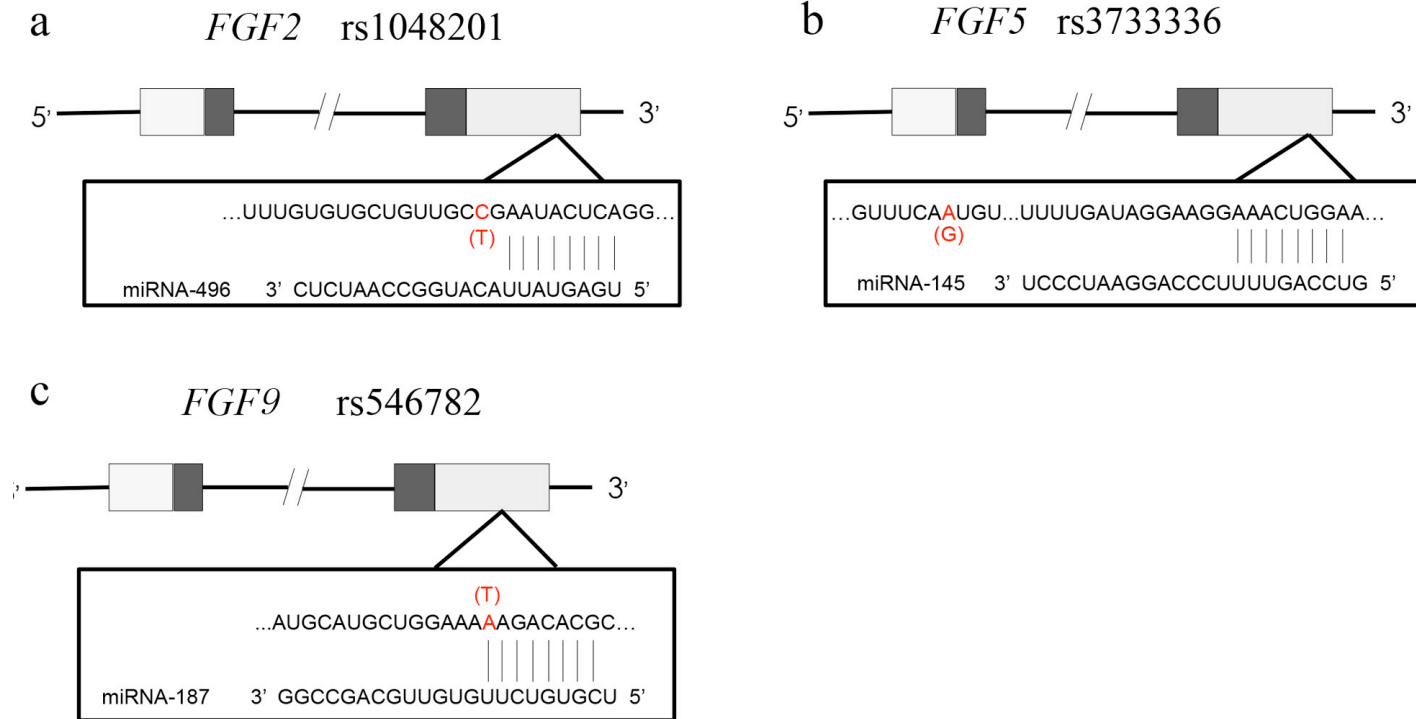 a
FGF2 rs1048201
5’ 3’
…UUUGUGUGCUGUUGCCGAAUACUCAGG…
(T)
miRNA-496 3’ CUCUAACCGGUACAUUAUGAGU 5’
b
FGF5 rs3733336
5’ 3’
…GUUUCAAUGU...UUUUGAUAGGAAGGAAACUGGAA…
(G)
miRNA-145 3’ UCCCUAAGGACCCUUUUGACCUG 5’
c
FGF9 rs546782
3’
(T)
...AUGCAUGCUGGAAAAAGACACGC…
miRNA-187 3’ GGCCGACGUUGUGUUCUGUGCU 5’